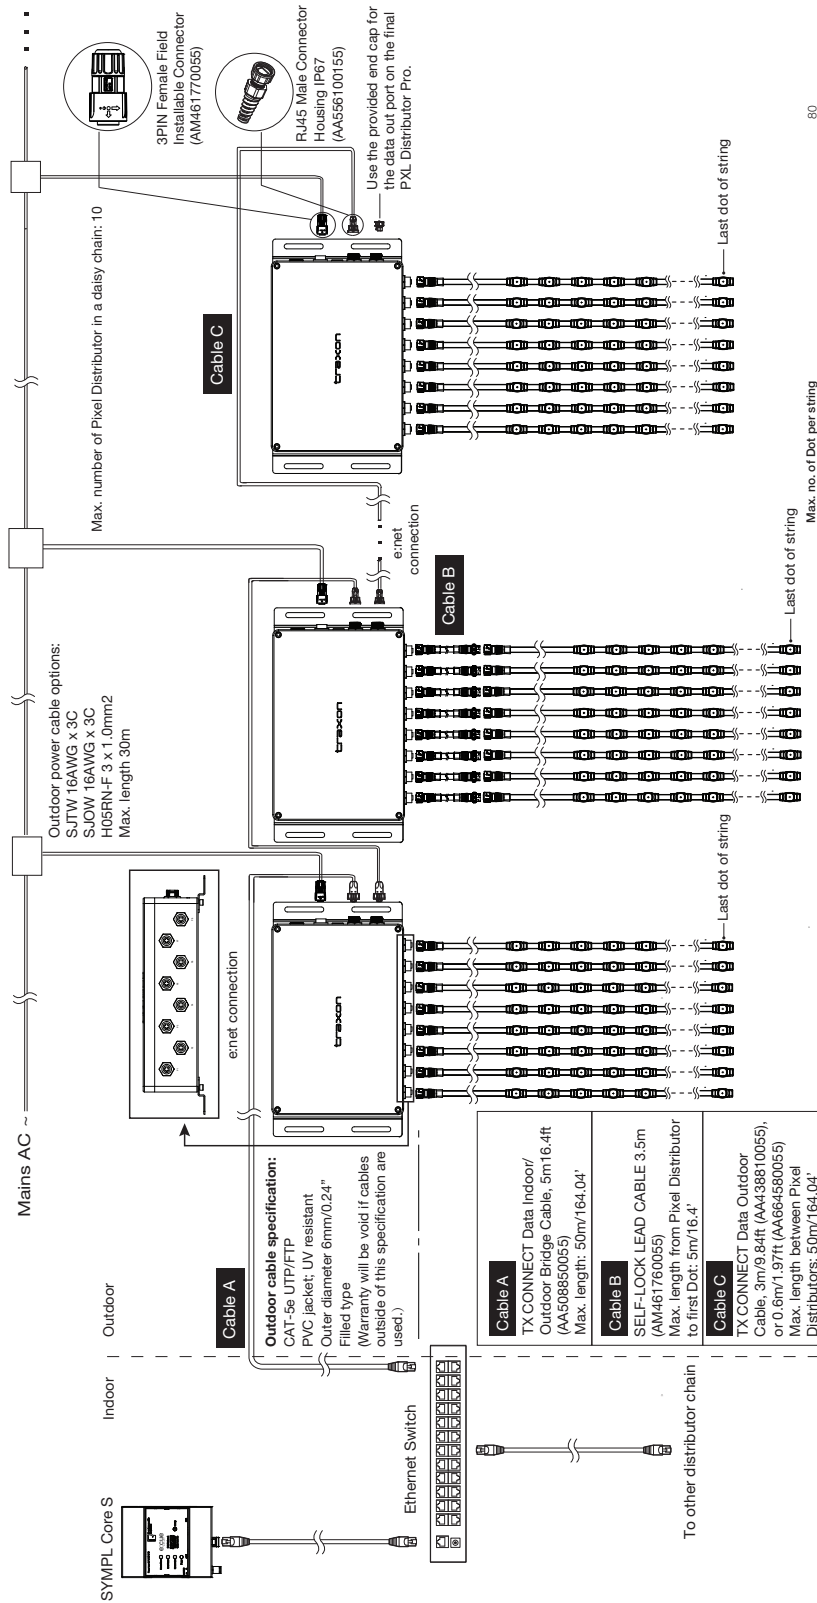 Mains AC ~
Outdoor power cable options:
SJTW 16AWG x 3C
SJOW 16AWG x 3C
H05RN-F 3 x 1.0mm2
Max. length 30m
Max. number of Pixel Distributor in a daisy chain: 10
3PIN Female Field
Installable Connector
(AM461770055)
RJ45 Male Connector
Housing IP67
(AA556100155)
Use the provided end cap for
the data out port on the final
PXL Distributor Pro.
SYMPL Core S
e:cue
Indoor
Outdoor
Cable A
Outdoor cable specification:
CAT-5e UTP/FTP
PVC jacket; UV resistant
Outer diameter 6mm/0.24"
Filled type
(Warranty will be void if cables
outside of this specification are
used.)
e:net connection
traxon
traxon
e:net
connection
Cable C
traxon
Cable B
Ethernet Switch
To other distributor chain
Cable A
TX CONNECT Data Indoor/
Outdoor Bridge Cable, 5m16.4ft
(AA508850055)
Max. length: 50m/164.04'
Cable B
SELF-LOCK LEAD CABLE 3.5m
(AM461760055)
Max. length from Pixel Distributor
to first Dot: 5m/16.4'
Cable C
TX CONNECT Data Outdoor
Cable, 3m/9.84ft (AA438810055),
or 0.6m/1.97ft (AA664580055)
Max. length between Pixel
Distributors: 50m/164.04'
Last dot of string
Last dot of string
Last dot of string
Max. no. of Dot per string
80